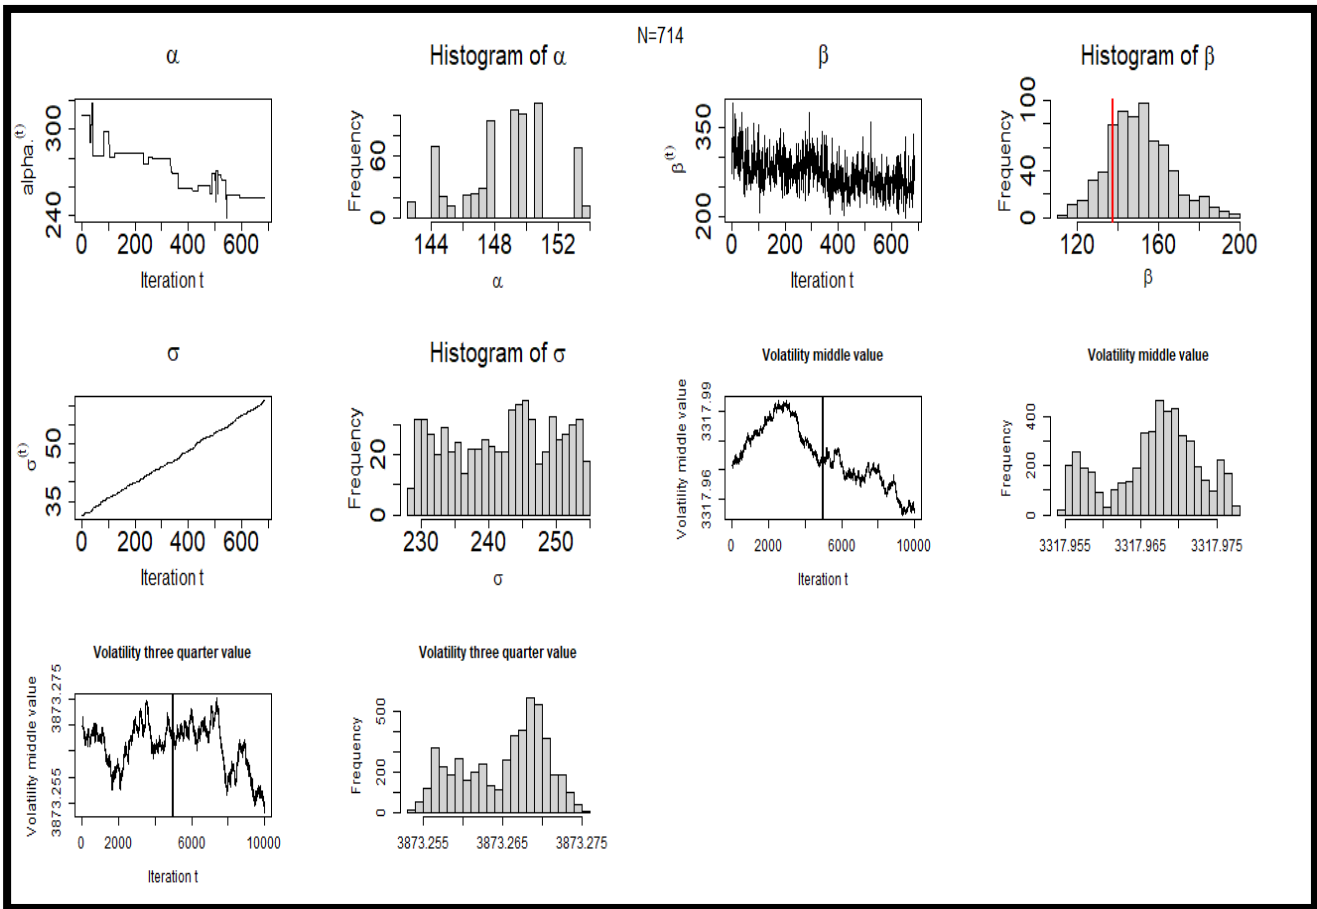 N=714
α
Histogram of α
β
Histogram of β
alpha.(t)
240 300
0 200 400 600
Iteration t
Frequency
0 60
144 148 152
α
β(t)
200 350
0 200 400 600
Iteration t
Frequency
0 40 100
120 160 200
β
σ
Histogram of σ
Volatility middle value
Volatility middle value
σ(t)
35 50
0 200 400 600
Iteration t
Frequency
0 20
230 240 250
σ
Volatility middle value
3317.96 3317.99
0 2000 6000 10000
Iteration t
Frequency
0 200 400
3317.955 3317.965 3317.975
Volatility three quarter value
Volatility three quarter value
Volatility middle value
3873.255 3873.275
0 2000 6000 10000
Iteration t
Frequency
0 200 500
3873.255 3873.265 3873.275